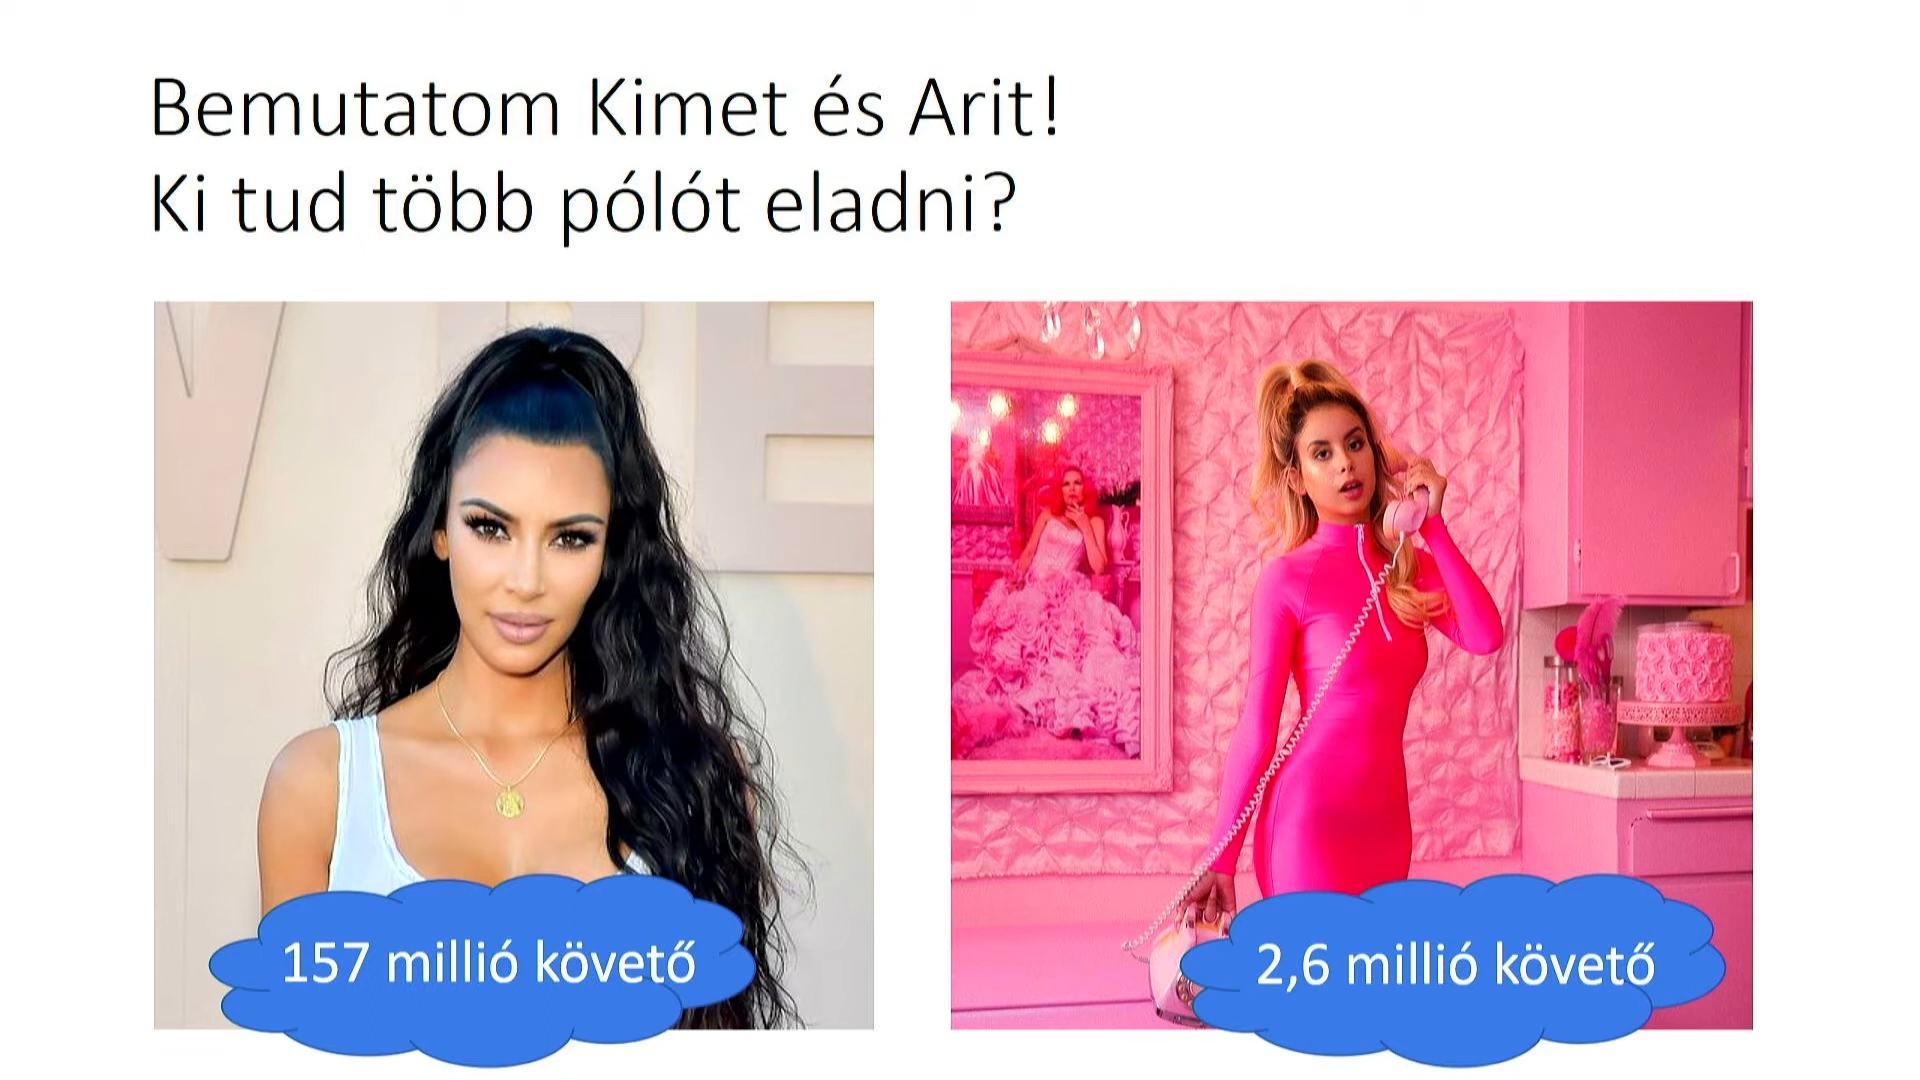 Bemutatom Kimet és Arit!
Ki tud több pólót eladni?
157 millió követő
2,6 millió követő